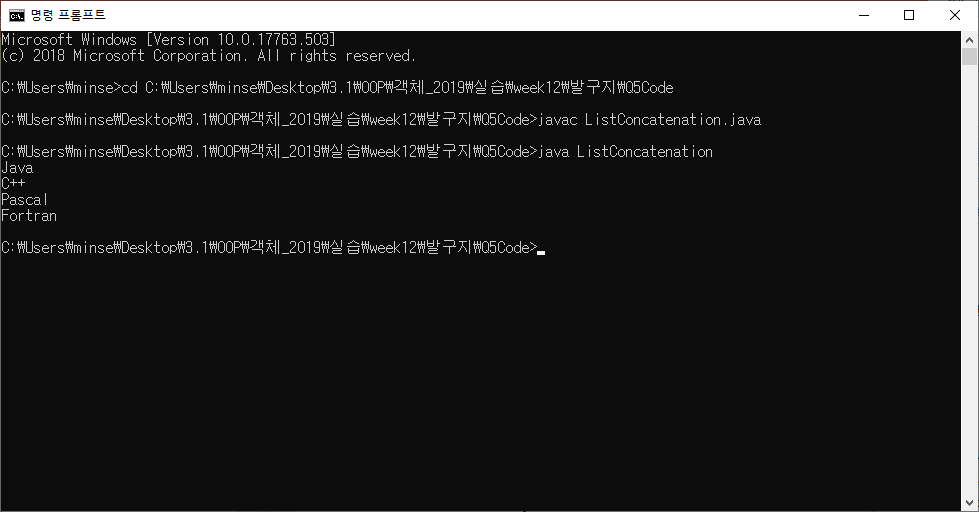 명령 프롬프트
Microsoft Windows [Version 10.0.17763.503]
(c) 2018 Microsoft Corporation. All rights reserved.
C:₩Users₩minse>cd C:₩Users₩minse₩Desktop₩3.1₩OOP₩객체_2019₩실습₩week12₩발구지₩Q5Code
C:₩Users₩minse₩Desktop₩3.1₩OOP₩객체_2019₩실습₩week12₩발구지₩Q5Code>javac ListConcatenation.java
C:₩Users₩minse₩Desktop₩3.1₩OOP₩객체_2019₩실습₩week12₩발구지₩Q5Code>java ListConcatenation
Java
C++
Pascal
Fortran
C:₩Users₩minse₩Desktop₩3.1₩OOP₩객체_2019₩실습₩week12₩발구지₩Q5Code>